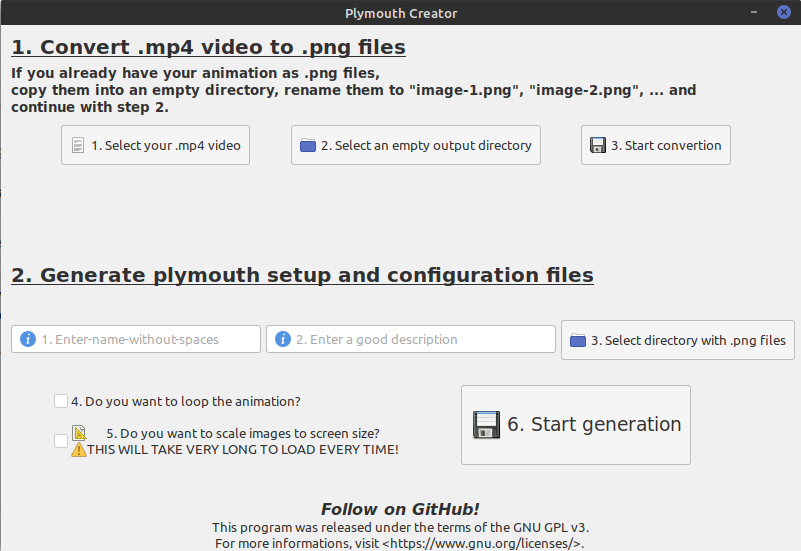 Plymouth Creator
1. Convert .mp4 video to .png files
If you already have your animation as .png files,
copy them into an empty directory, rename them to "image-1.png", "image-2.png", ... and
continue with step 2.
1. Select your .mp4 video
2. Select an empty output directory
3. Start convertion
2. Generate plymouth setup and configuration files
1. Enter-name-without-spaces
2. Enter a good description
3. Select directory with .png files
4. Do you want to loop the animation?
5. Do you want to scale images to screen size?
THIS WILL TAKE VERY LONG TO LOAD EVERY TIME!
6. Start generation
Follow on GitHub!
This program was released under the terms of the GNU GPL v3.
For more informations, visit <https://www.gnu.org/licenses/>.